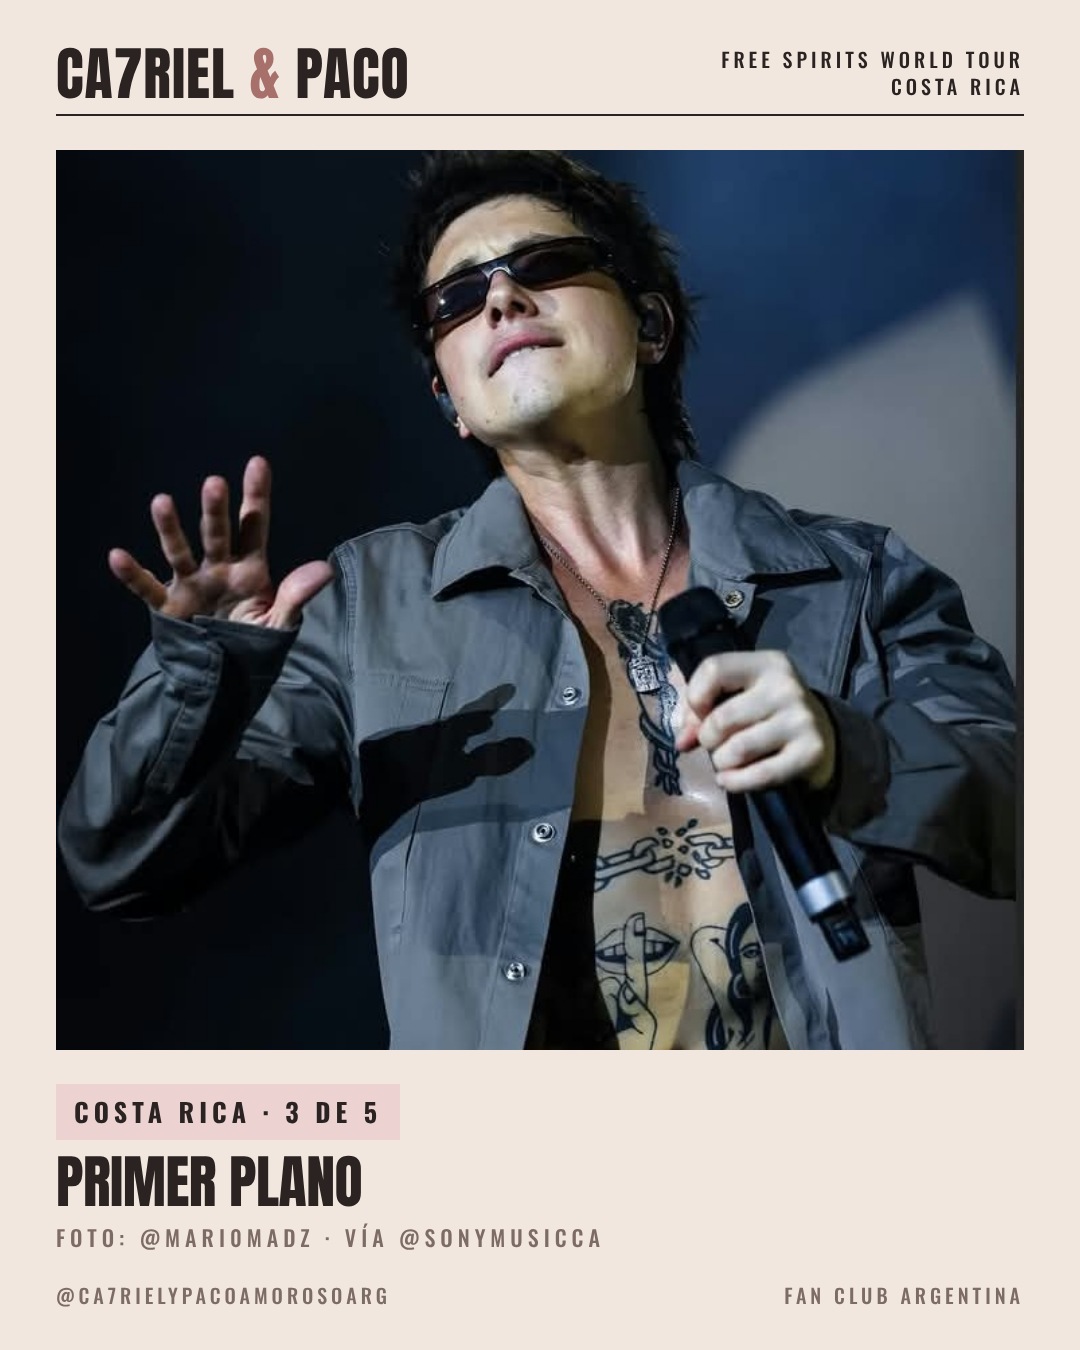 CA7RIEL & PACO
FREE SPIRITS WORLD TOUR
COSTA RICA
COSTA RICA · 3 DE 5
PRIMER PLANO
FOTO: @MARIOMADZ · VÍA @SONYMUSICCA
@CA7RIELYPACOAMOROSOARG
FAN CLUB ARGENTINA